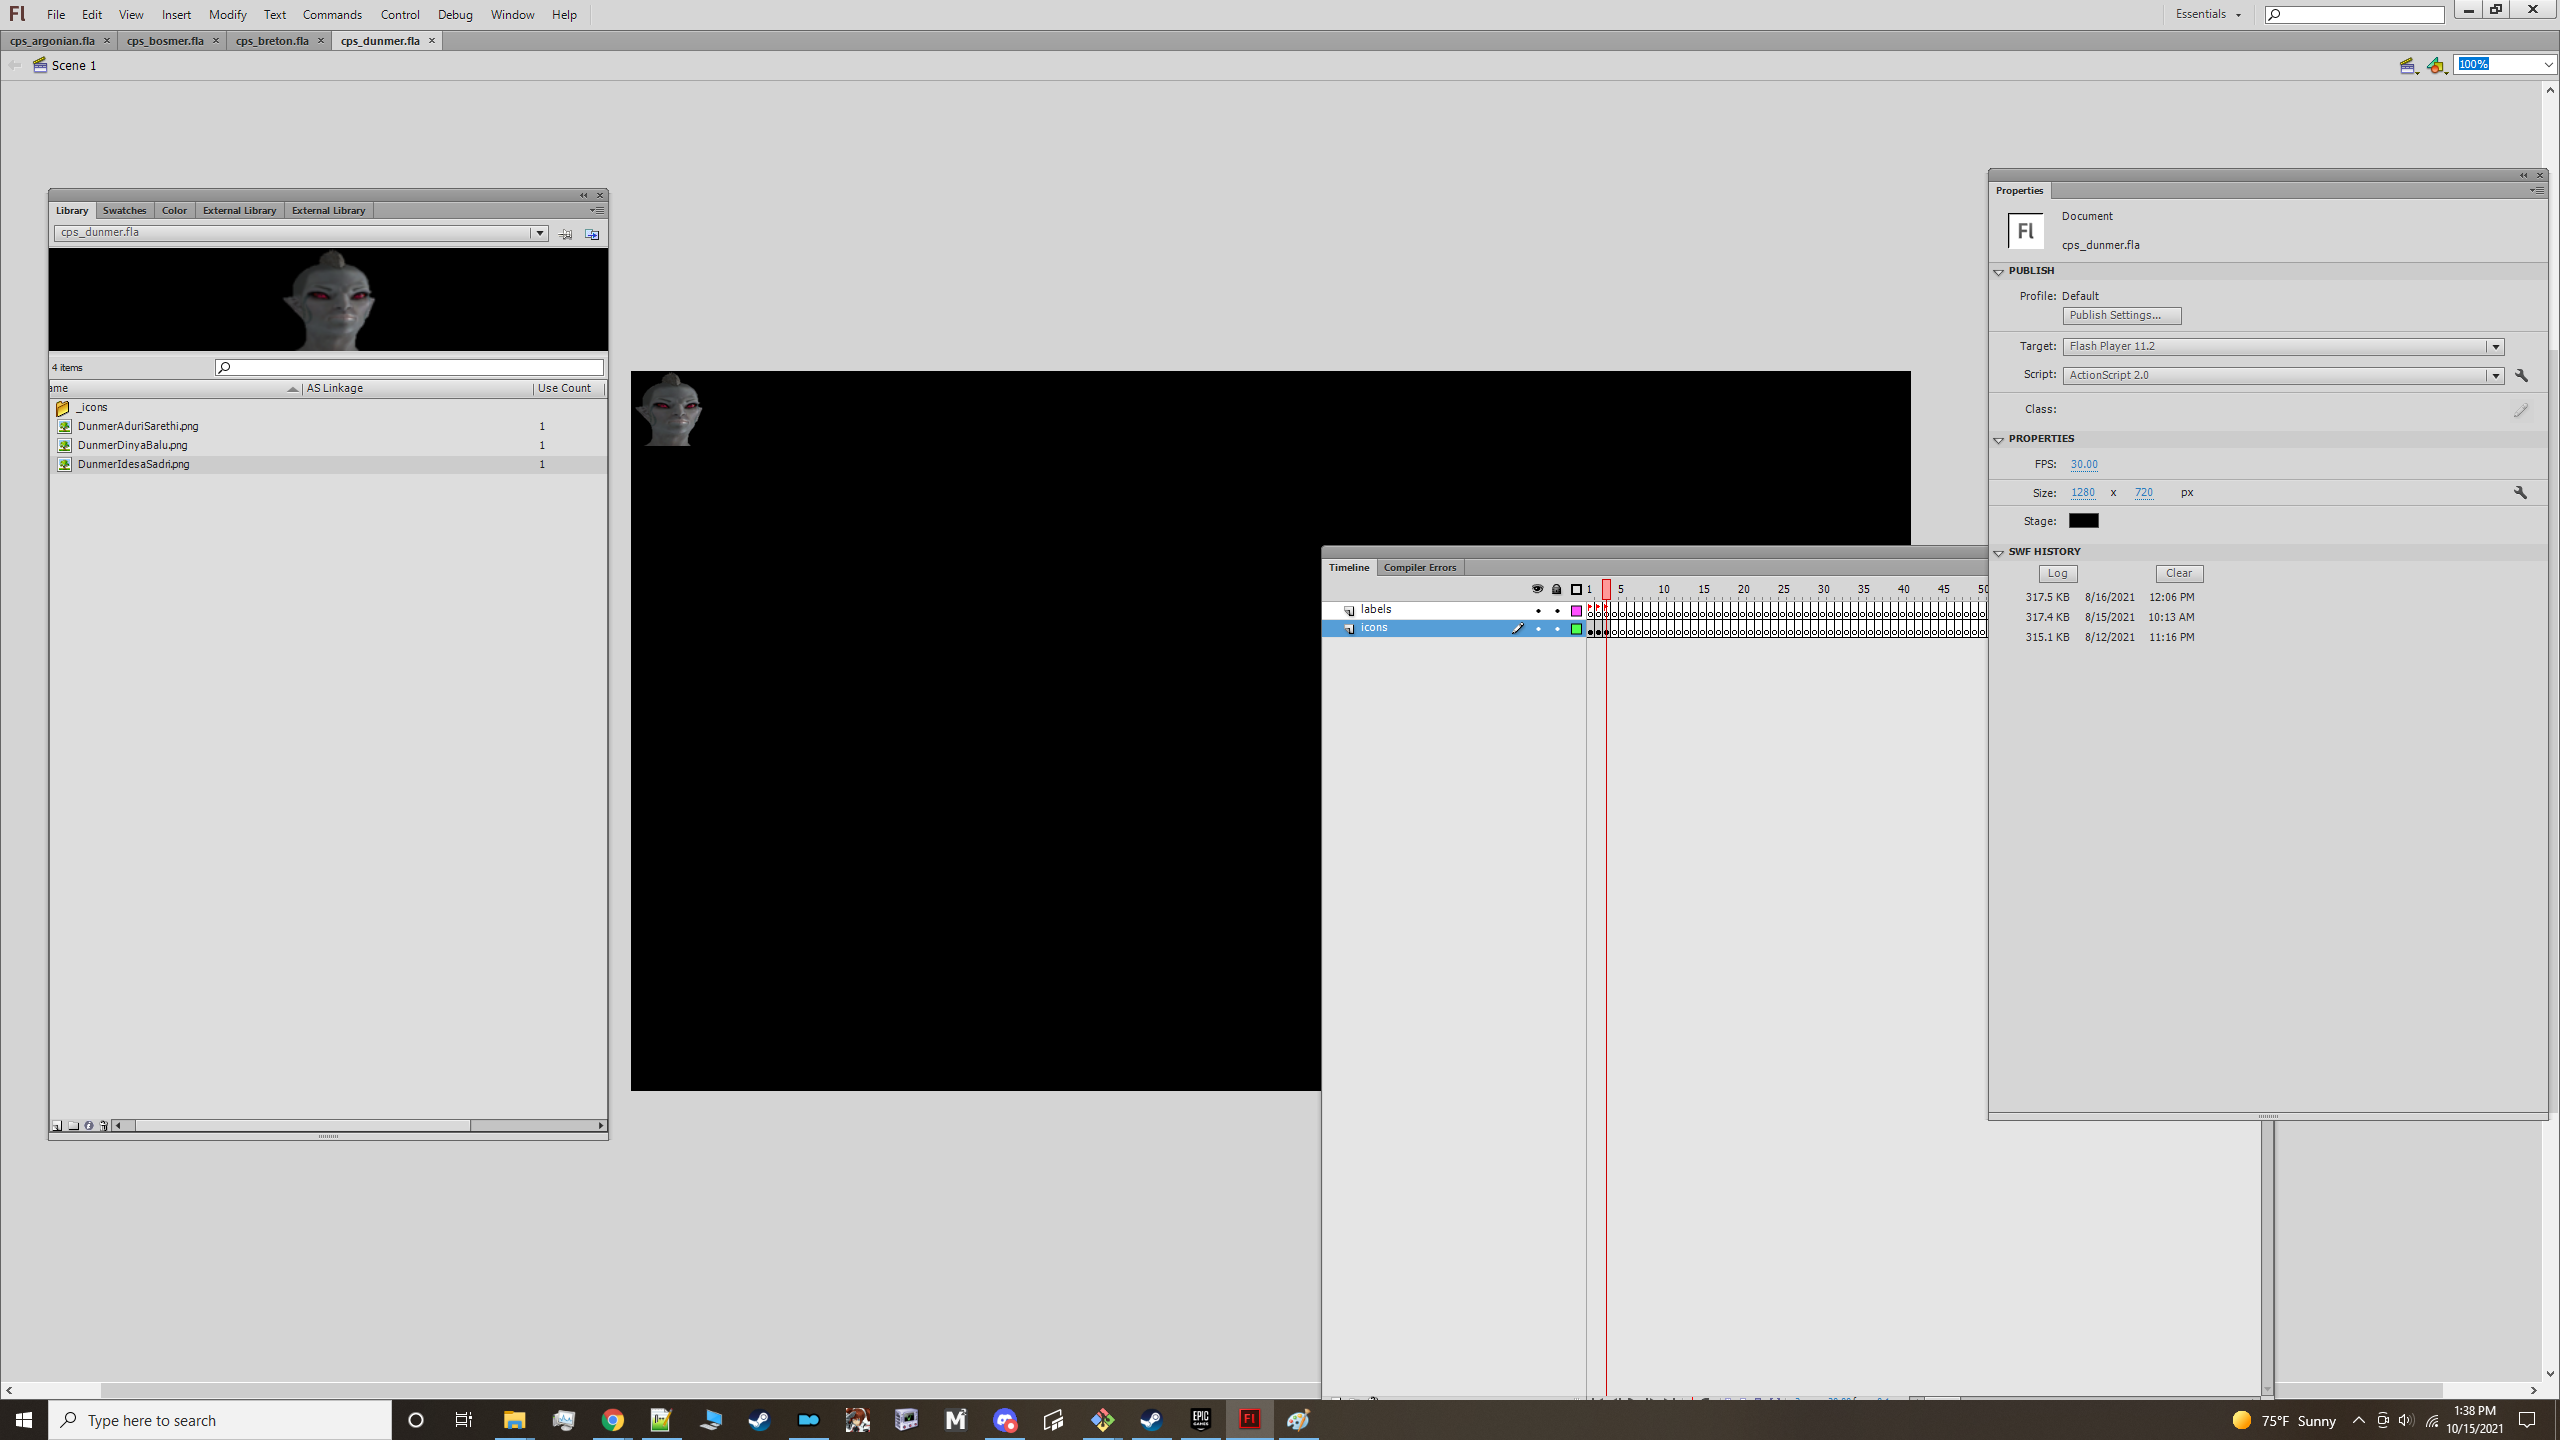 Fl File Edit View Insert Modify Text Commands Control Debug Window Help Essentials
cps_argonian.fla cps_bosmer.fla cps_breton.fla cps_dunmer.fla
Scene 1 100%
Library Swatches Color External Library External Library
cps_dunmer.fla
4 items
ame AS Linkage Use Count
_icons
DunmerAduriSarethi.png 1
DunmerDinyaBalu.png 1
DunmerIdesaSadri.png 1
Timeline Compiler Errors
1 5 10 15 20 25 30 35 40 45 50
labels
icons
Properties
Fl Document
cps_dunmer.fla
PUBLISH
Profile: Default
Publish Settings...
Target: Flash Player 11.2
Script: ActionScript 2.0
Class:
PROPERTIES
FPS: 30.00
Size: 1280 x 720 px
Stage:
SWF HISTORY
Log Clear
317.5 KB 8/16/2021 12:06 PM
317.4 KB 8/15/2021 10:13 AM
315.1 KB 8/12/2021 11:16 PM
Type here to search
M EPIC GAMES Fl
75°F Sunny
1:38 PM
10/15/2021